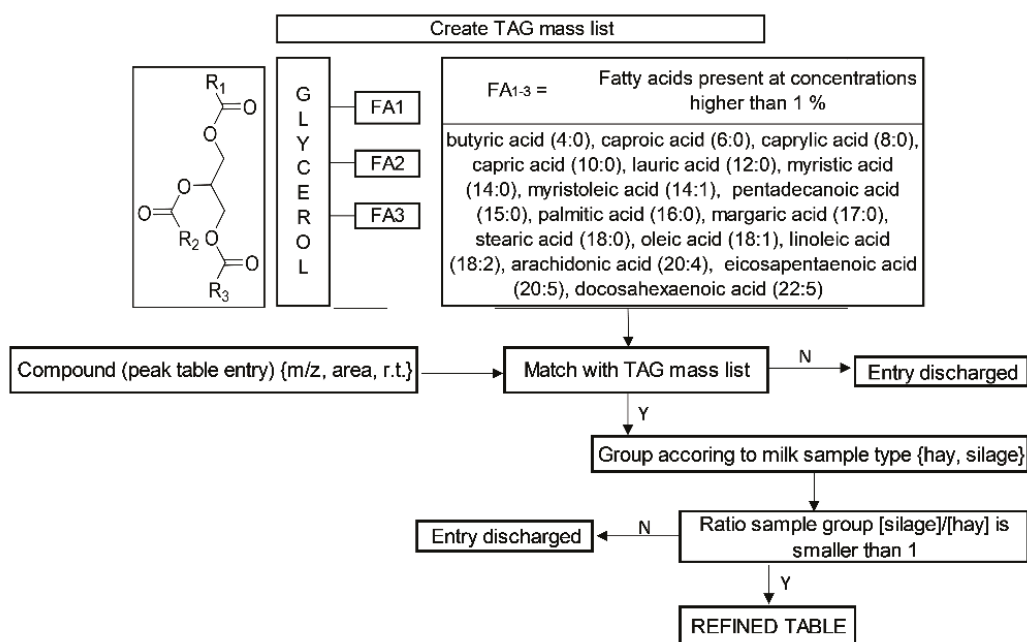 Create TAG mass list
R1
O
O
O
O
R2
O
O
R3
GLYCEROL
FA1
FA2
FA3
FA1-3 =
Fatty acids present at concentrations
higher than 1 %
butyric acid (4:0), caproic acid (6:0), caprylic acid (8:0),
capric acid (10:0), lauric acid (12:0), myristic acid
(14:0), myristoleic acid (14:1), pentadecanoic acid
(15:0), palmitic acid (16:0), margaric acid (17:0),
stearic acid (18:0), oleic acid (18:1), linoleic acid
(18:2), arachidonic acid (20:4), eicosapentaenoic acid
(20:5), docosahexaenoic acid (22:5)
Compound (peak table entry) {m/z, area, r.t.}
Match with TAG mass list
N
Entry discharged
Y
Group accoring to milk sample type {hay, silage}
Ratio sample group [silage]/[hay] is
smaller than 1
N
Entry discharged
Y
REFINED TABLE